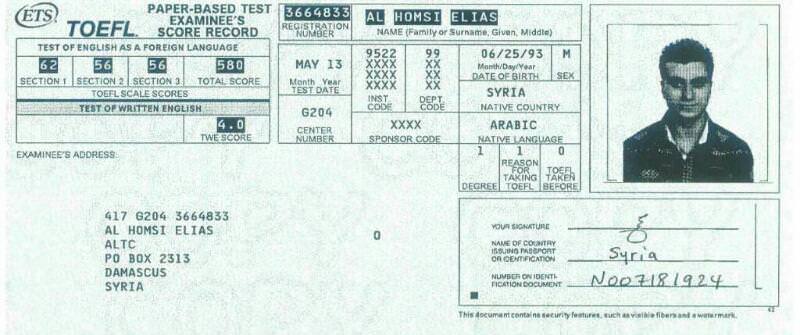 ETS
TOEFL
PAPER-BASED TEST
EXAMINEE'S
SCORE RECORD
TEST OF ENGLISH AS A FOREIGN LANGUAGE
62 56 56 580
SECTION 1 SECTION 2 SECTION 3 TOTAL SCORE
TOEFL SCALE SCORES
TEST OF WRITTEN ENGLISH
4.0
TWE SCORE
3664833
REGISTRATION
NUMBER
AL HOMSI ELIAS
NAME (Family or Surname, Given, Middle)
MAY 13
Month Year
TEST DATE
9522 99
XXXX XX
XXXX XX
XXXX XX
INST CODE DEPT. CODE
06/25/93 M
Month/Day/Year
DATE OF BIRTH SEX
SYRIA
NATIVE COUNTRY
G204
CENTER
NUMBER
XXXX
SPONSOR CODE
ARABIC
NATIVE LANGUAGE
1 1 0
DEGREE
REASON
FOR
TAKING
TOEFL
TOEFL
TAKEN
BEFORE
EXAMINEE'S ADDRESS:
417 G204 3664833
AL HOMSI ELIAS
ALTC
PO BOX 2313
DAMASCUS
SYRIA
0
YOUR SIGNATURE
NAME OF COUNTRY
ISSUING PASSPORT
OR IDENTIFICATION
Syria
NUMBER ON IDENTI-
FICATION DOCUMENT
N007181924
This document contains security features, such as visible fibers and a watermark.